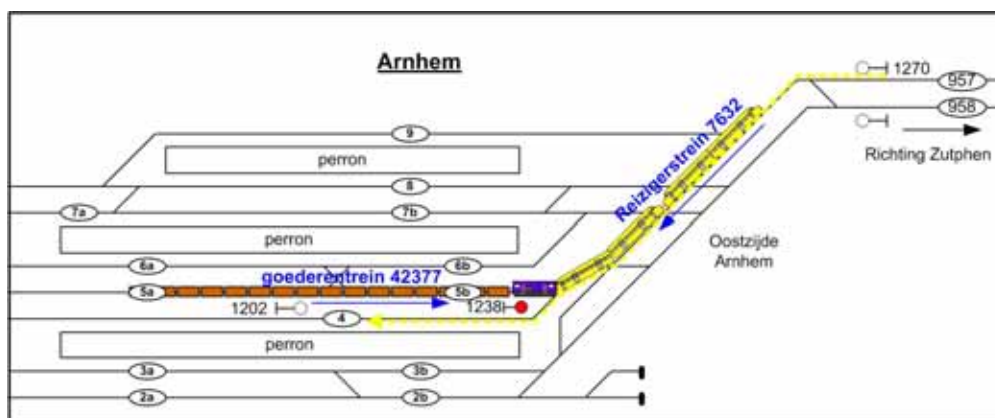 Arnhem
1270
957
958
Richting Zutphen
Reizigerstrein 7632
9
perron
8
7a
7b
perron
Oostzijde
Arnhem
6a
6b
goederentrein 42377
5a
5b
1202
1238
4
perron
3a
3b
2a
2b